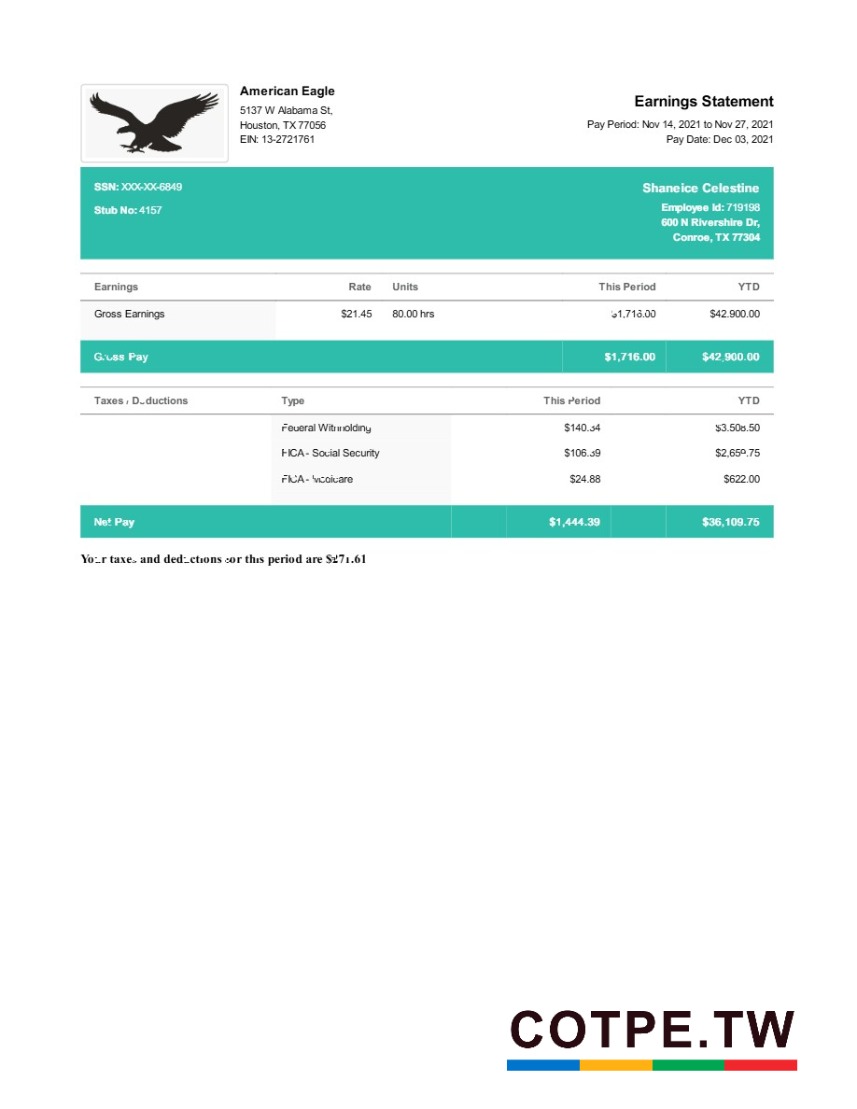 American Eagle
5137 W Alabama St,
Houston, TX 77056
EIN: 13-2721761
Earnings Statement
Pay Period: Nov 14, 2021 to Nov 27, 2021
Pay Date: Dec 03, 2021
SSN: XXX-XX-6849
Stub No: 4157
Shaneice Celestine
Employee Id: 719198
600 N Rivershire Dr,
Conroe, TX 77304
Earnings Rate Units This Period YTD
Gross Earnings $21.45 80.00 hrs $1,716.00 $42.900.00
Gross Pay $1,716.00 $42,900.00
Taxes / Deductions Type This Period YTD
Federal Withholding $140.34 $3.508.50
FICA - Social Security $106.39 $2,659.75
FICA - Medicare $24.88 $622.00
Net Pay $1,444.39 $36,109.75
Your taxes and deductions for this period are $271.61
COTPE.TW